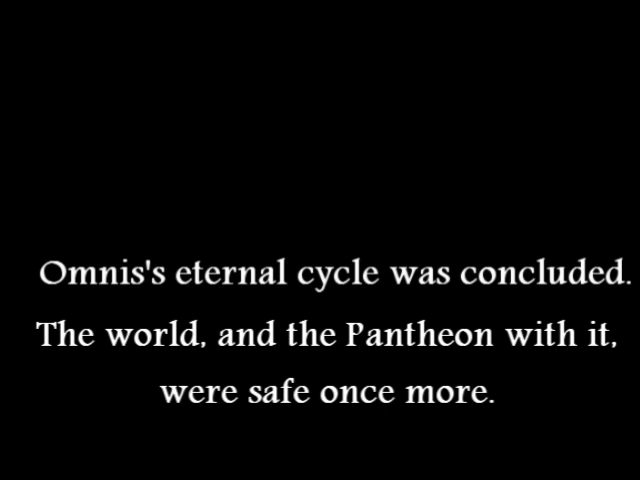 Omnis's eternal cycle was concluded.
The world, and the Pantheon with it,
were safe once more.